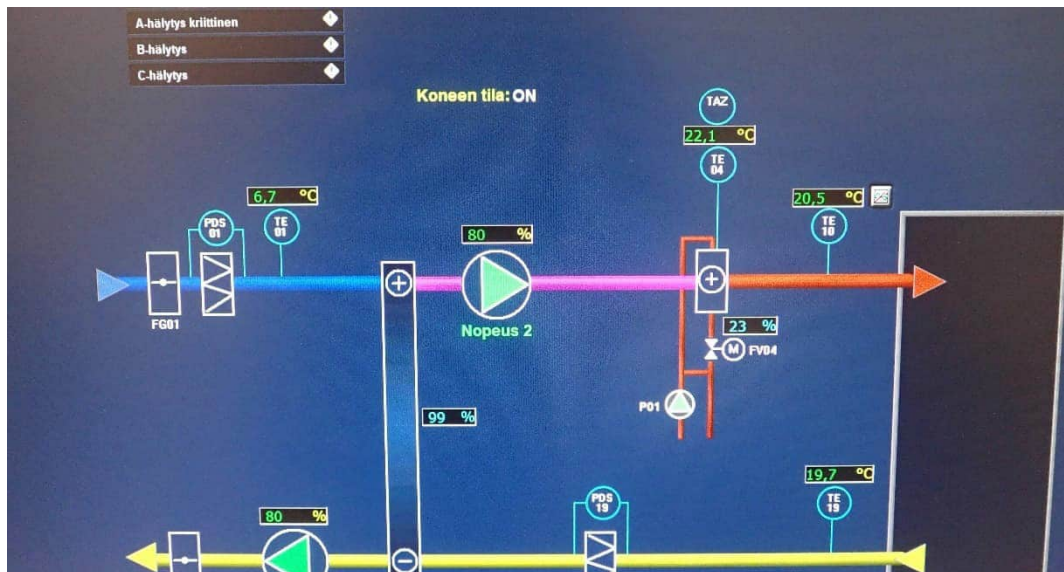 A-hälytys kriittinen
B-hälytys
C-hälytys
Koneen tila: ON
TAZ
22,1 °C
TE 04
6,7 °C
20,5 °C
PDS 01
TE 01
TE 10
80 %
FG01
Nopeus 2
23 %
M FV04
P01
99 %
19,7 °C
PDS 19
TE 19
80 %